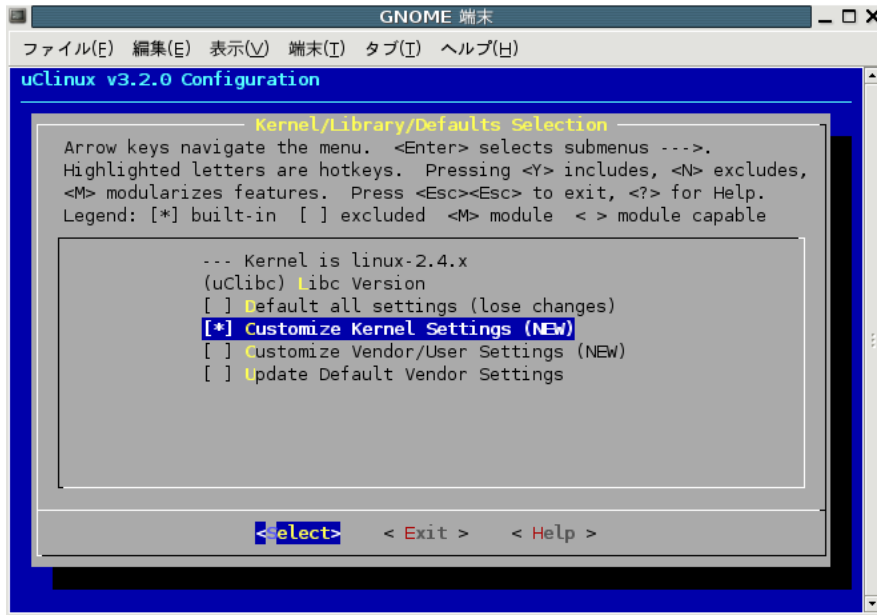 GNOME 端末
ファイル(F) 編集(E) 表示(V) 端末(T) タブ(T) ヘルプ(H)
uClinux v3.2.0 Configuration
Kernel/Library/Defaults Selection
Arrow keys navigate the menu.  <Enter> selects submenus --->.
Highlighted letters are hotkeys.  Pressing <Y> includes, <N> excludes,
<M> modularizes features.  Press <Esc><Esc> to exit, <?> for Help.
Legend: [*] built-in  [ ] excluded  <M> module  < > module capable
--- Kernel is linux-2.4.x
(uClibc) Libc Version
[ ] Default all settings (lose changes)
[*] Customize Kernel Settings (NEW)
[ ] Customize Vendor/User Settings (NEW)
[ ] Update Default Vendor Settings
<Select>    < Exit >    < Help >